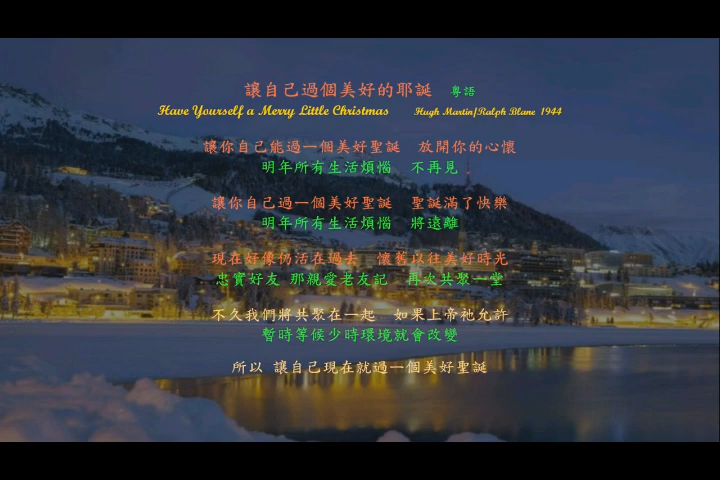 讓自己過個美好的耶誕 粵語
Have Yourself a Merry Little Christmas Hugh Martin/Ralph Blane 1944
讓你自己能過一個美好聖誕 放開你的心懷
明年所有生活煩惱 不再見
讓你自己過一個美好聖誕 聖誕滿了快樂
明年所有生活煩惱 將遠離
現在好像仍活在過去 懷舊以往美好時光
忠實好友 那親愛老友記 再次共聚一堂
不久我們將共聚在一起 如果上帝祂允許
暫時等候少時環境就會改變
所以 讓自己現在就過一個美好聖誕